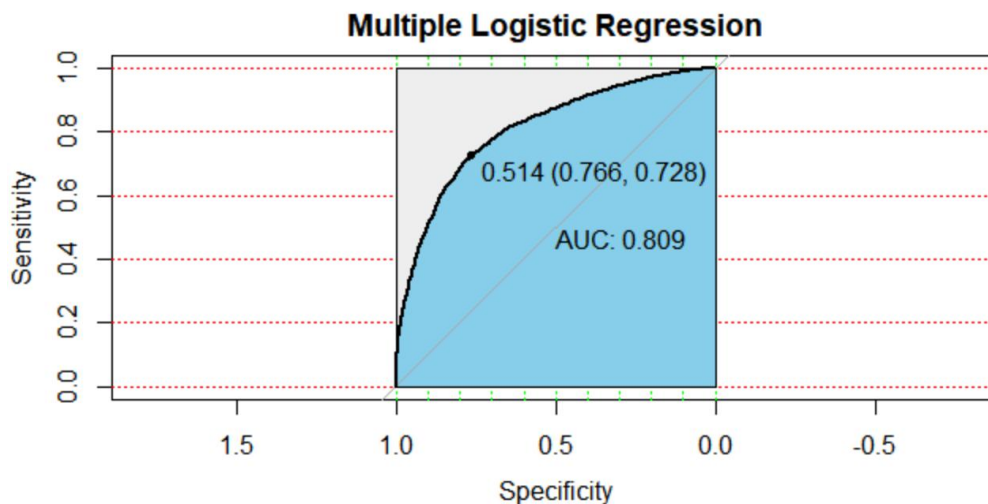 Multiple Logistic Regression
Sensitivity
1.0
0.8
0.6
0.4
0.2
0.0
0.514 (0.766, 0.728)
AUC: 0.809
1.5 1.0 0.5 0.0 -0.5
Specificity